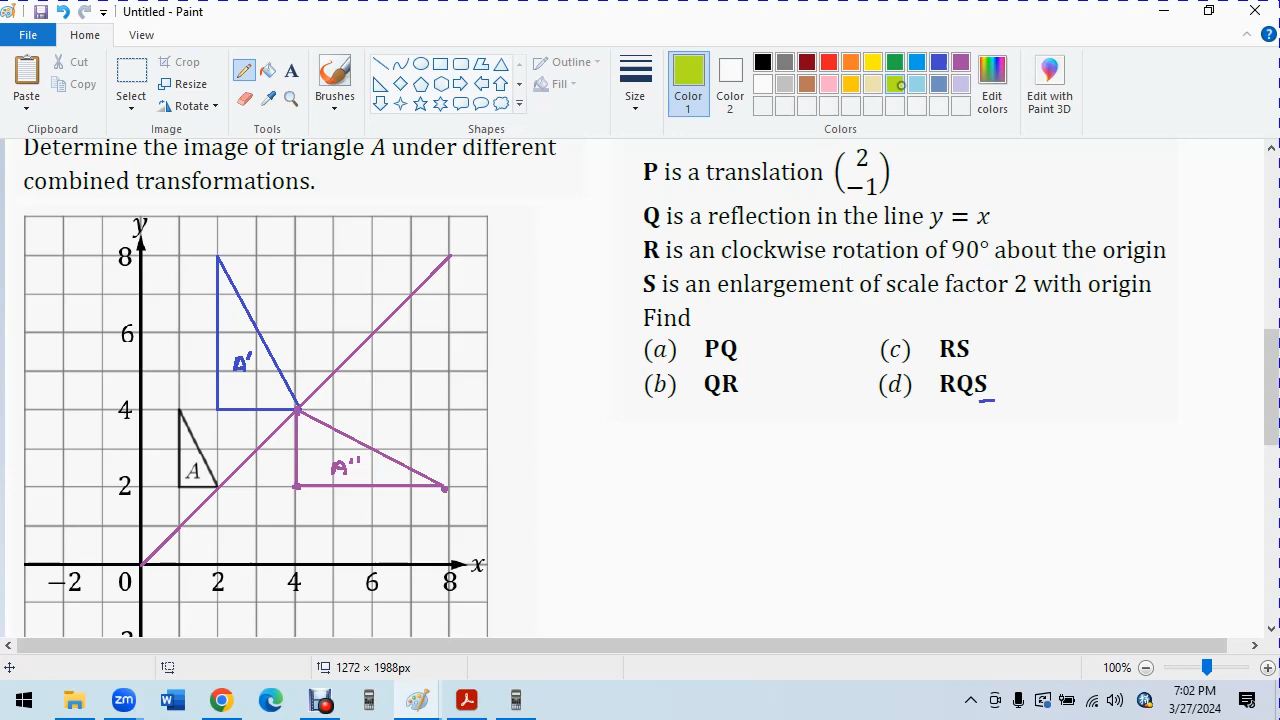 Untitled - Paint
File
Home
View
Paste
Cut
Copy
Clipboard
Select
Crop
Resize
Rotate
Image
A
Tools
Brushes
Shapes
Outline
Fill
Size
Color 1
Color 2
Colors
Edit colors
Edit with Paint 3D
Determine the image of triangle A under different
combined transformations.
y
8
6
4
2
−2
0
2
4
6
8
x
A
A'
A''
P is a translation (2 −1)
Q is a reflection in the line y = x
R is an clockwise rotation of 90° about the origin
S is an enlargement of scale factor 2 with origin
Find
(a) PQ
(c) RS
(b) QR
(d) RQS
1272 × 1988px
100%
zm
W
7:02 PM
3/27/2024